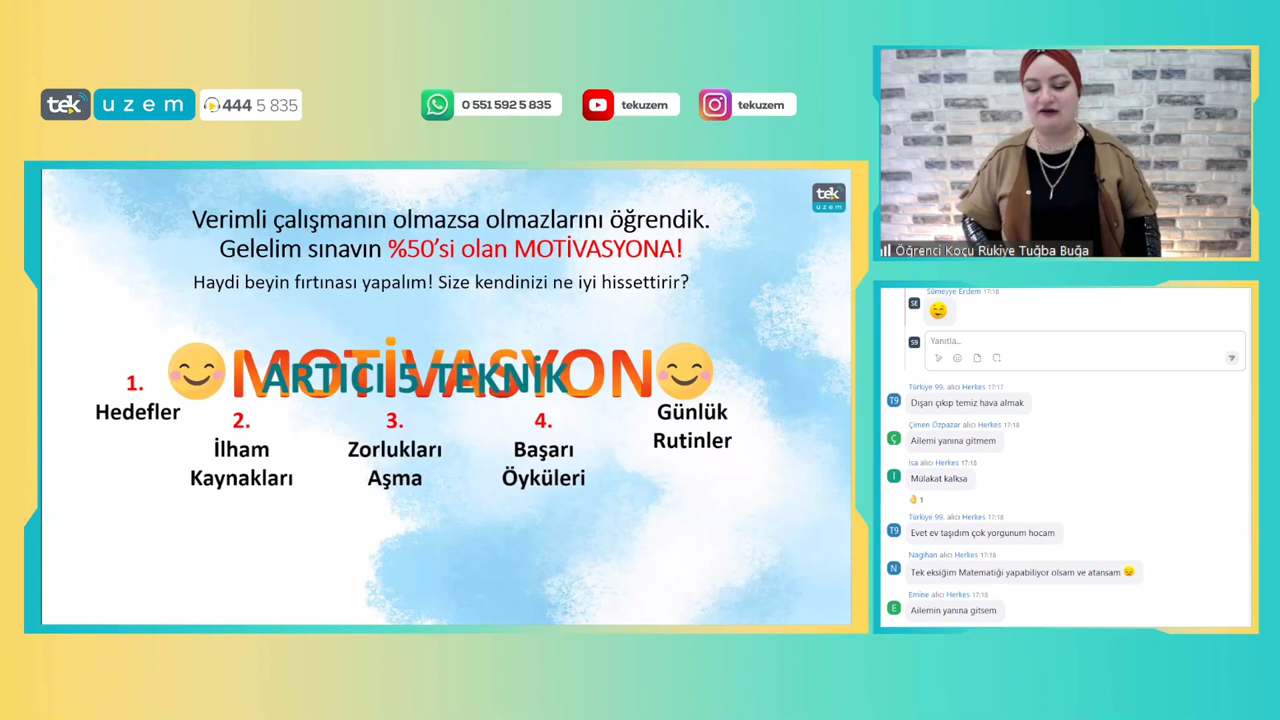 tek uzem 444 5 835
0 551 592 5 835
tekuzem
tekuzem
tek
uzem
Verimli çalışmanın olmazsa olmazlarını öğrendik.
Gelelim sınavın %50’si olan MOTİVASYONA!
Haydi beyin fırtınası yapalım! Size kendinizi ne iyi hissettirir?
MOTİVASYON
ARTICI 5 TEKNİK
1.
Hedefler
2.
İlham
Kaynakları
3.
Zorlukları
Aşma
4.
Başarı
Öyküleri
Günlük
Rutinler
Öğrenci Koçu Rukiye Tuğba Buğa
Sümeyye Erdem 17:18
SE
S9
Yanıtla...
Türkiye 99. alıcı Herkes 17:17
T9
Dışarı çıkıp temiz hava almak
Çimen Özpazar alıcı Herkes 17:18
Ç
Ailemi yanına gitmem
İsa alıcı Herkes 17:18
I
Mülakat kalksa
1
Türkiye 99. alıcı Herkes 17:18
T9
Evet ev taşıdım çok yorgunum hocam
Nagihan alıcı Herkes 17:18
N
Tek eksiğim Matematiği yapabiliyor olsam ve atansam
Emine alıcı Herkes 17:18
E
Ailemin yanına gitsem